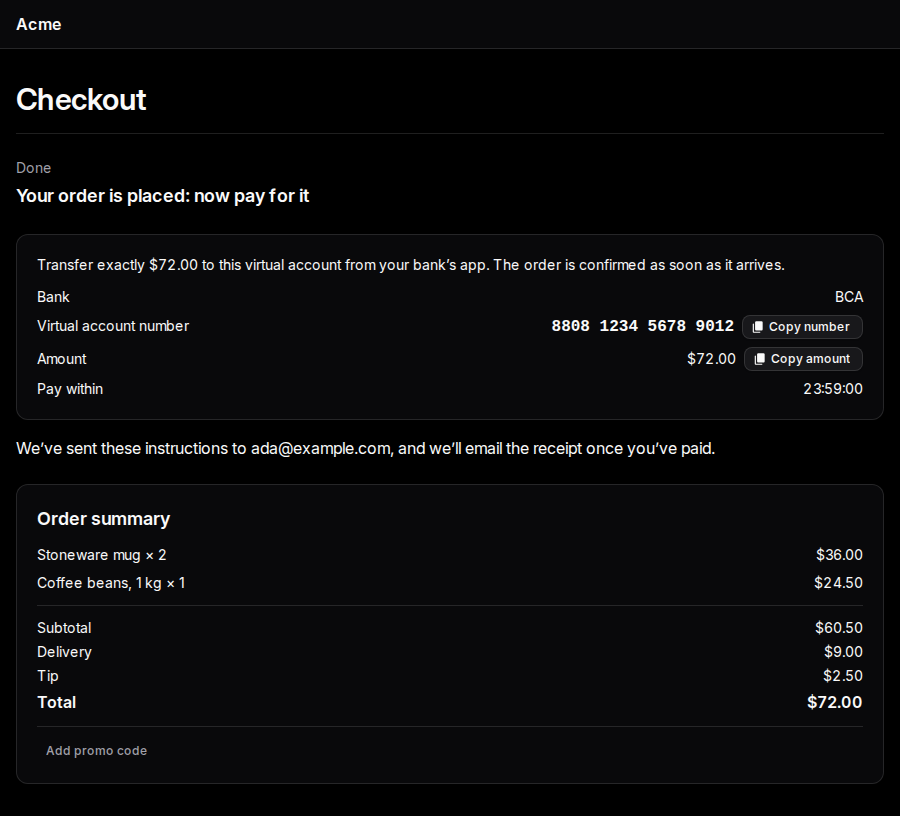 Acme
Checkout
Done
Your order is placed: now pay for it
Transfer exactly $72.00 to this virtual account from your bank’s app. The order is confirmed as soon as it arrives.
Bank BCA
Virtual account number 8808 1234 5678 9012 Copy number
Amount $72.00 Copy amount
Pay within 23:59:00
We’ve sent these instructions to ada@example.com, and we’ll email the receipt once you’ve paid.
Order summary
Stoneware mug × 2 $36.00
Coffee beans, 1 kg × 1 $24.50
Subtotal $60.50
Delivery $9.00
Tip $2.50
Total $72.00
Add promo code